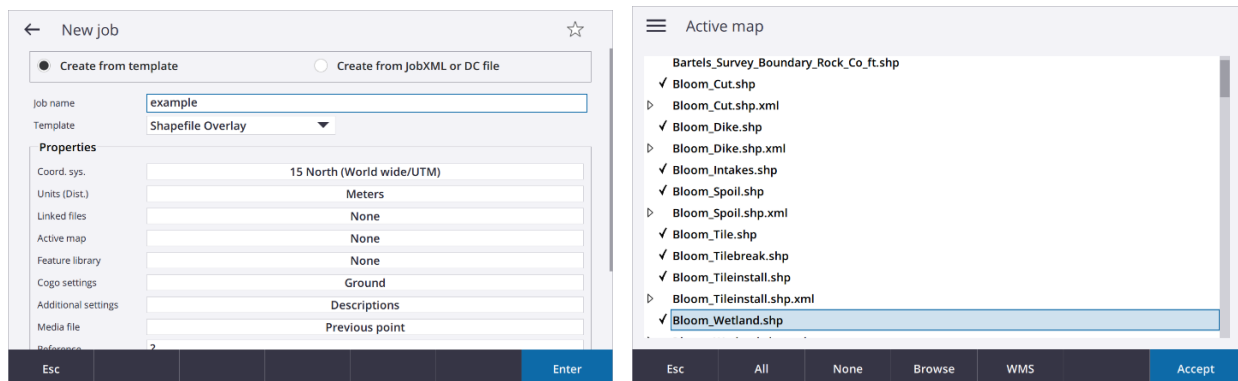 New job
Create from template
Create from JobXML or DC file
Job name example
Template Shapefile Overlay
Properties
Coord. sys. 15 North (World wide/UTM)
Units (Dist.) Meters
Linked files None
Active map None
Feature library None
Cogo settings Ground
Additional settings Descriptions
Media file Previous point
Reference 2
Esc Enter
Active map
Bartels_Survey_Boundary_Rock_Co_ft.shp
Bloom_Cut.shp
Bloom_Cut.shp.xml
Bloom_Dike.shp
Bloom_Dike.shp.xml
Bloom_Intakes.shp
Bloom_Spoil.shp
Bloom_Spoil.shp.xml
Bloom_Tile.shp
Bloom_Tilebreak.shp
Bloom_Tileinstall.shp
Bloom_Tileinstall.shp.xml
Bloom_Wetland.shp
Esc All None Browse WMS Accept